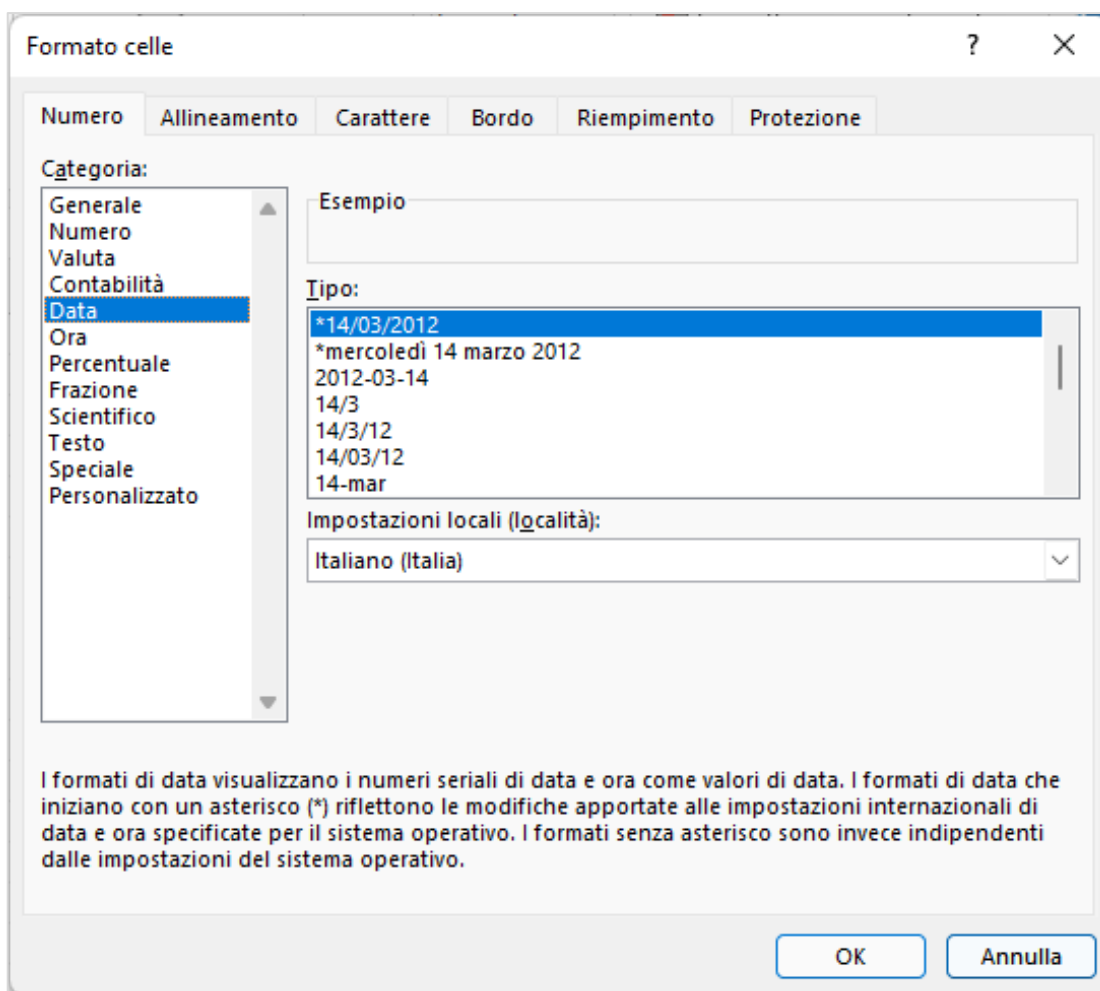 Formato celle
?
Numero
Allineamento
Carattere
Bordo
Riempimento
Protezione
Categoria:
Generale
Numero
Valuta
Contabilità
Data
Ora
Percentuale
Frazione
Scientifico
Testo
Speciale
Personalizzato
Esempio
Tipo:
*14/03/2012
*mercoledì 14 marzo 2012
2012-03-14
14/3
14/3/12
14/03/12
14-mar
Impostazioni locali (località):
Italiano (Italia)
I formati di data visualizzano i numeri seriali di data e ora come valori di data. I formati di data che
iniziano con un asterisco (*) riflettono le modifiche apportate alle impostazioni internazionali di
data e ora specificate per il sistema operativo. I formati senza asterisco sono invece indipendenti
dalle impostazioni del sistema operativo.
OK
Annulla